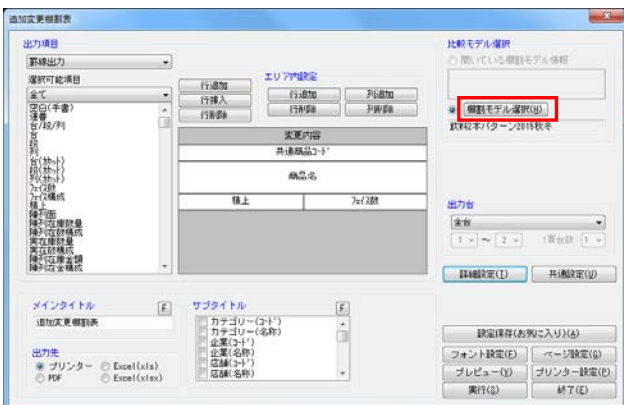 追加変更棚割表
出力項目
罫線出力
選択可能項目
全て
空白(手書)
連番
台/段/列
台
段
列
台(カット)
段(カット)
列(カット)
フェイス数
フェイス構成
積上
陳列面
陳列在庫数量
陳列在数構成
実在庫数量
実在数構成
陳列在庫金額
陳列在金構成
行追加
行挿入
行削除
エリア内設定
行追加
列追加
行削除
列削除
変更内容
共通商品コード
商品名
積上
フェイス数
比較モデル選択
開いている棚割モデル情報
棚割モデル選択(H)
飲料2本パターン2015秋冬
出力台
全台
1 ～ 2
1頁台数 1
詳細設定(T)
共通設定(U)
メインタイトル
F
追加変更棚割表
サブタイトル
F
カテゴリー(コード)
カテゴリー(名称)
企業(コード)
企業(名称)
店舗(コード)
店舗(名称)
出力先
プリンター
Excel(xls)
PDF
Excel(xlsx)
設定保存(お気に入り)(A)
フォント設定(F)
ページ設定(G)
プレビュー(V)
プリンター設定(P)
実行(S)
終了(E)